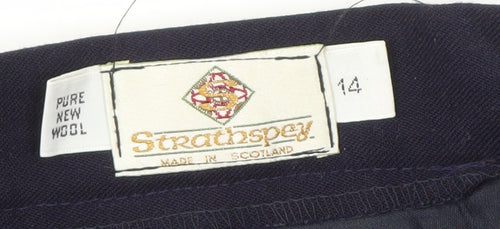 PURE
NEW
WOOL
Strathspey
MADE IN SCOTLAND
14